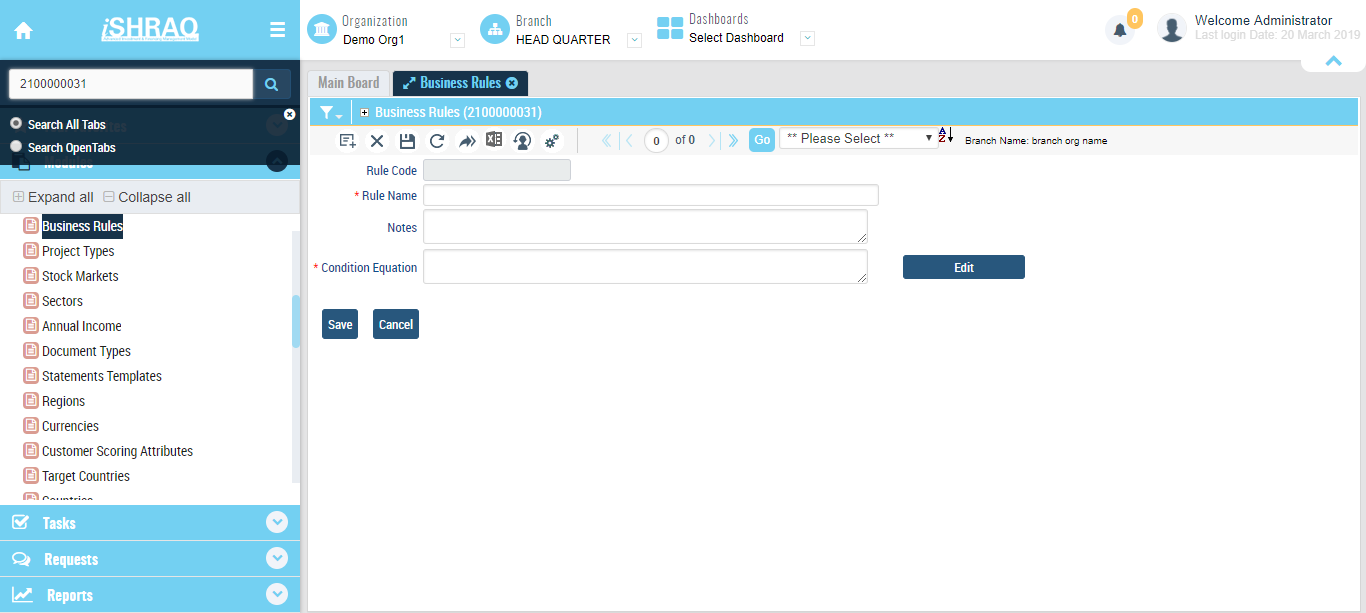 iSHRAQ
Organization
Demo Org1
Branch
HEAD QUARTER
Dashboards
Select Dashboard
0
Welcome Administrator
Last login Date: 20 March 2019
2100000031
Search All Tabs
Search OpenTabs
Modules
Expand all
Collapse all
Business Rules
Project Types
Stock Markets
Sectors
Annual Income
Document Types
Statements Templates
Regions
Currencies
Customer Scoring Attributes
Target Countries
Countries
Tasks
Requests
Reports
Main Board
Business Rules
Business Rules (2100000031)
0
of 0
Go
** Please Select **
A
Z
Branch Name: branch org name
Rule Code
* Rule Name
Notes
* Condition Equation
Edit
Save
Cancel